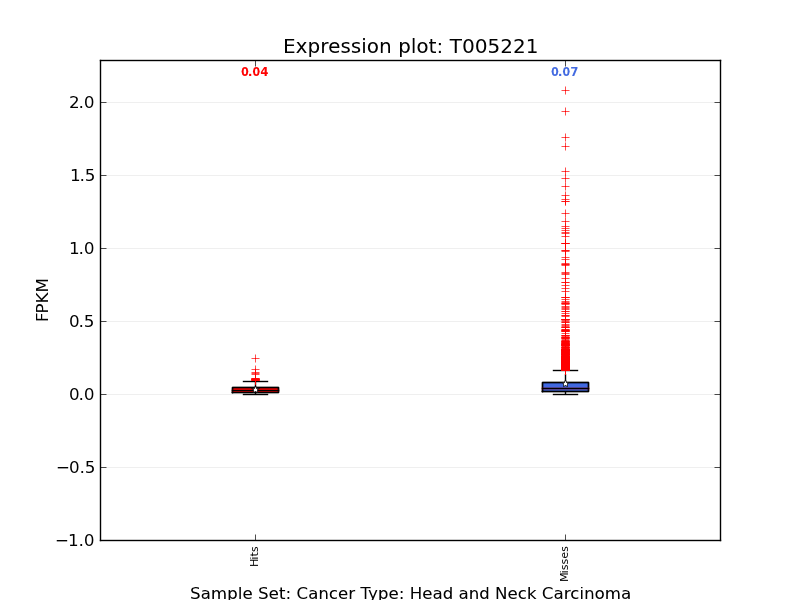 Expression plot: T005221
0.04 0.07
2.0
1.5
1.0
0.5
0.0
−0.5
−1.0
FPKM
Hits Misses
Sample Set: Cancer Type: Head and Neck Carcinoma